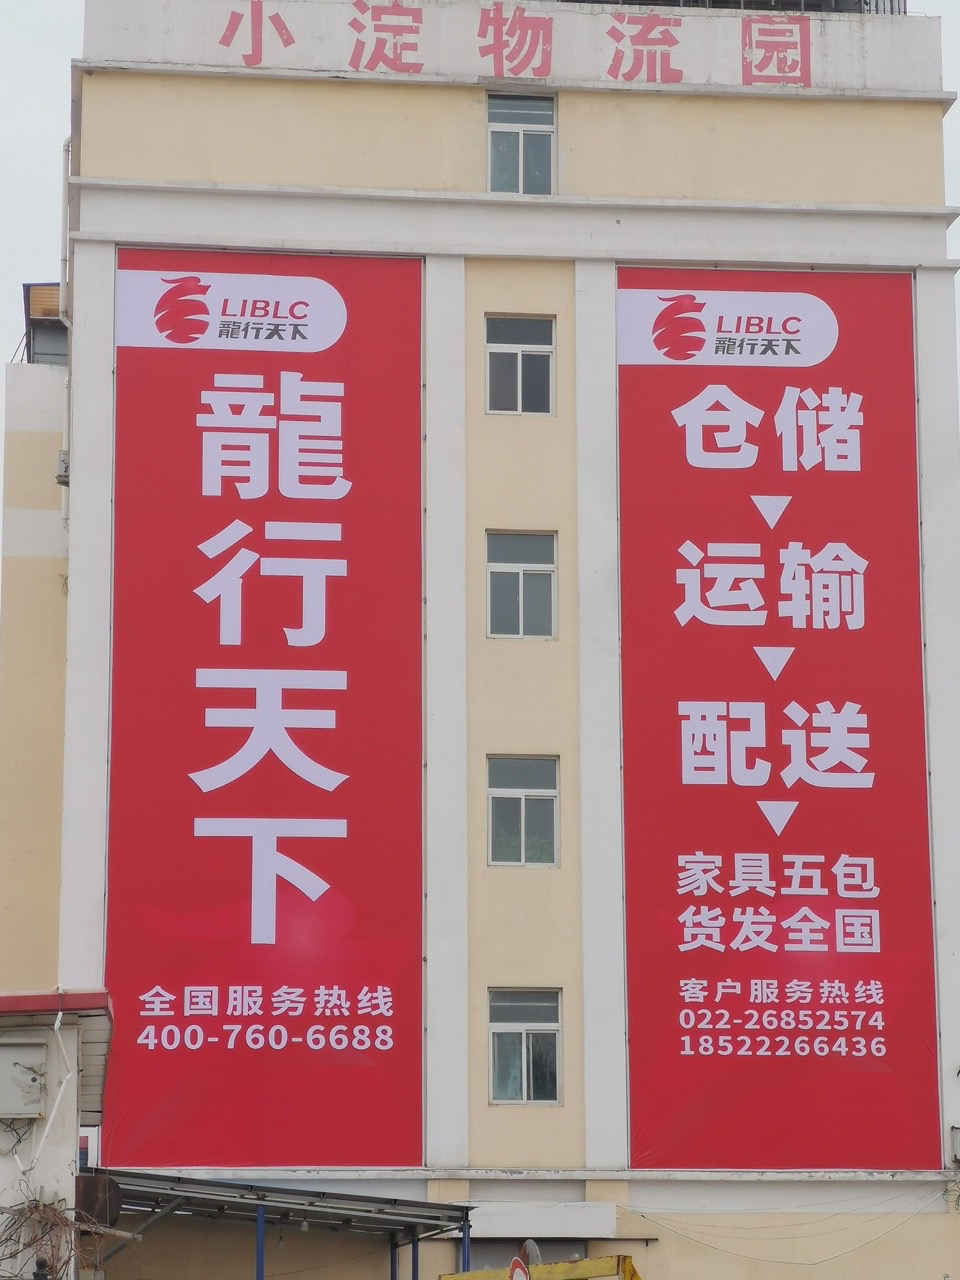 小淀物流园
LIBLC
龍行天下
龍行天下
全国服务热线
400-760-6688
LIBLC
龍行天下
仓储
运输
配送
家具五包
货发全国
客户服务热线
022-26852574
18522266436